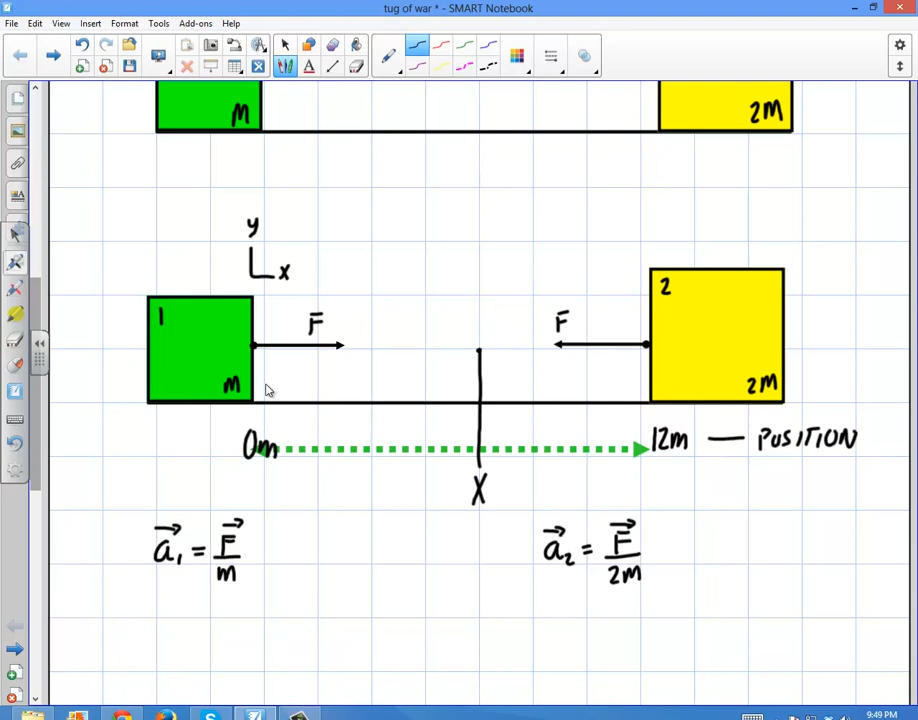 tug of war * - SMART Notebook
File Edit View Insert Format Tools Add-ons Help
M 2M
y
x
1 F F 2
M 2M
0m 12m — POSITION
X
a₁ = F/m a₂ = F/2M
9:49 PM